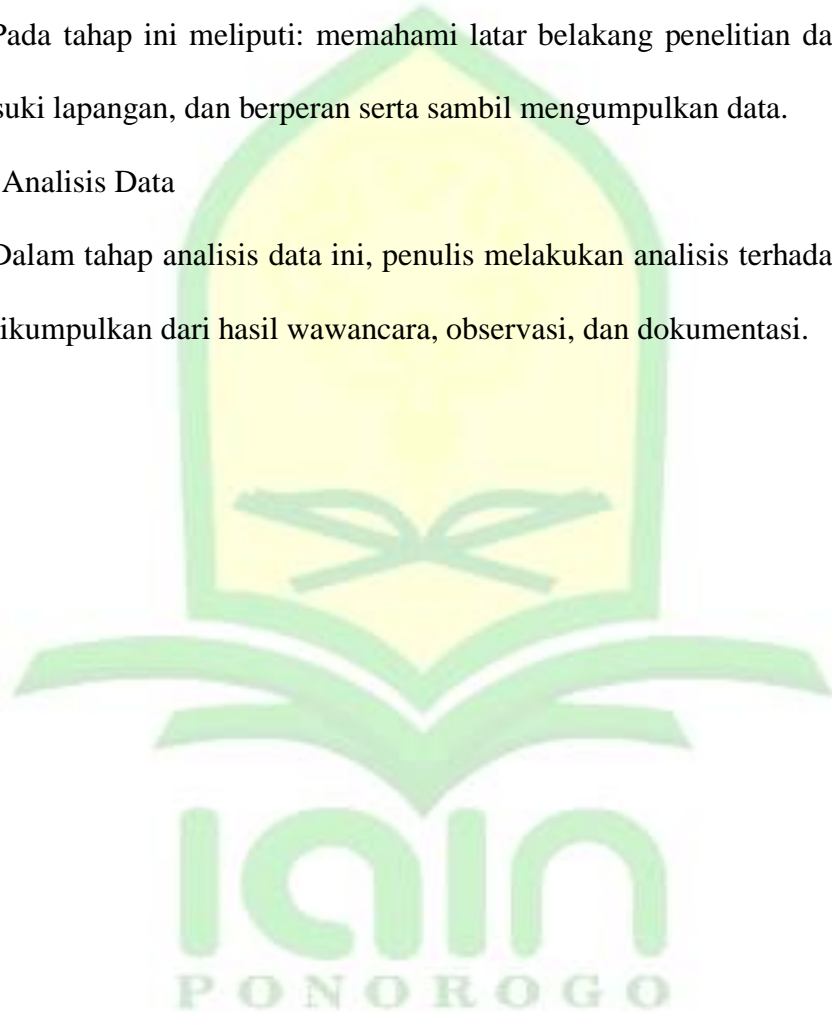 Pada tahap ini meliputi: memahami latar belakang penelitian da
suki lapangan, dan berperan serta sambil mengumpulkan data.
Analisis Data
Dalam tahap analisis data ini, penulis melakukan analisis terhada
ikumpulkan dari hasil wawancara, observasi, dan dokumentasi.
iain
PONOROGO